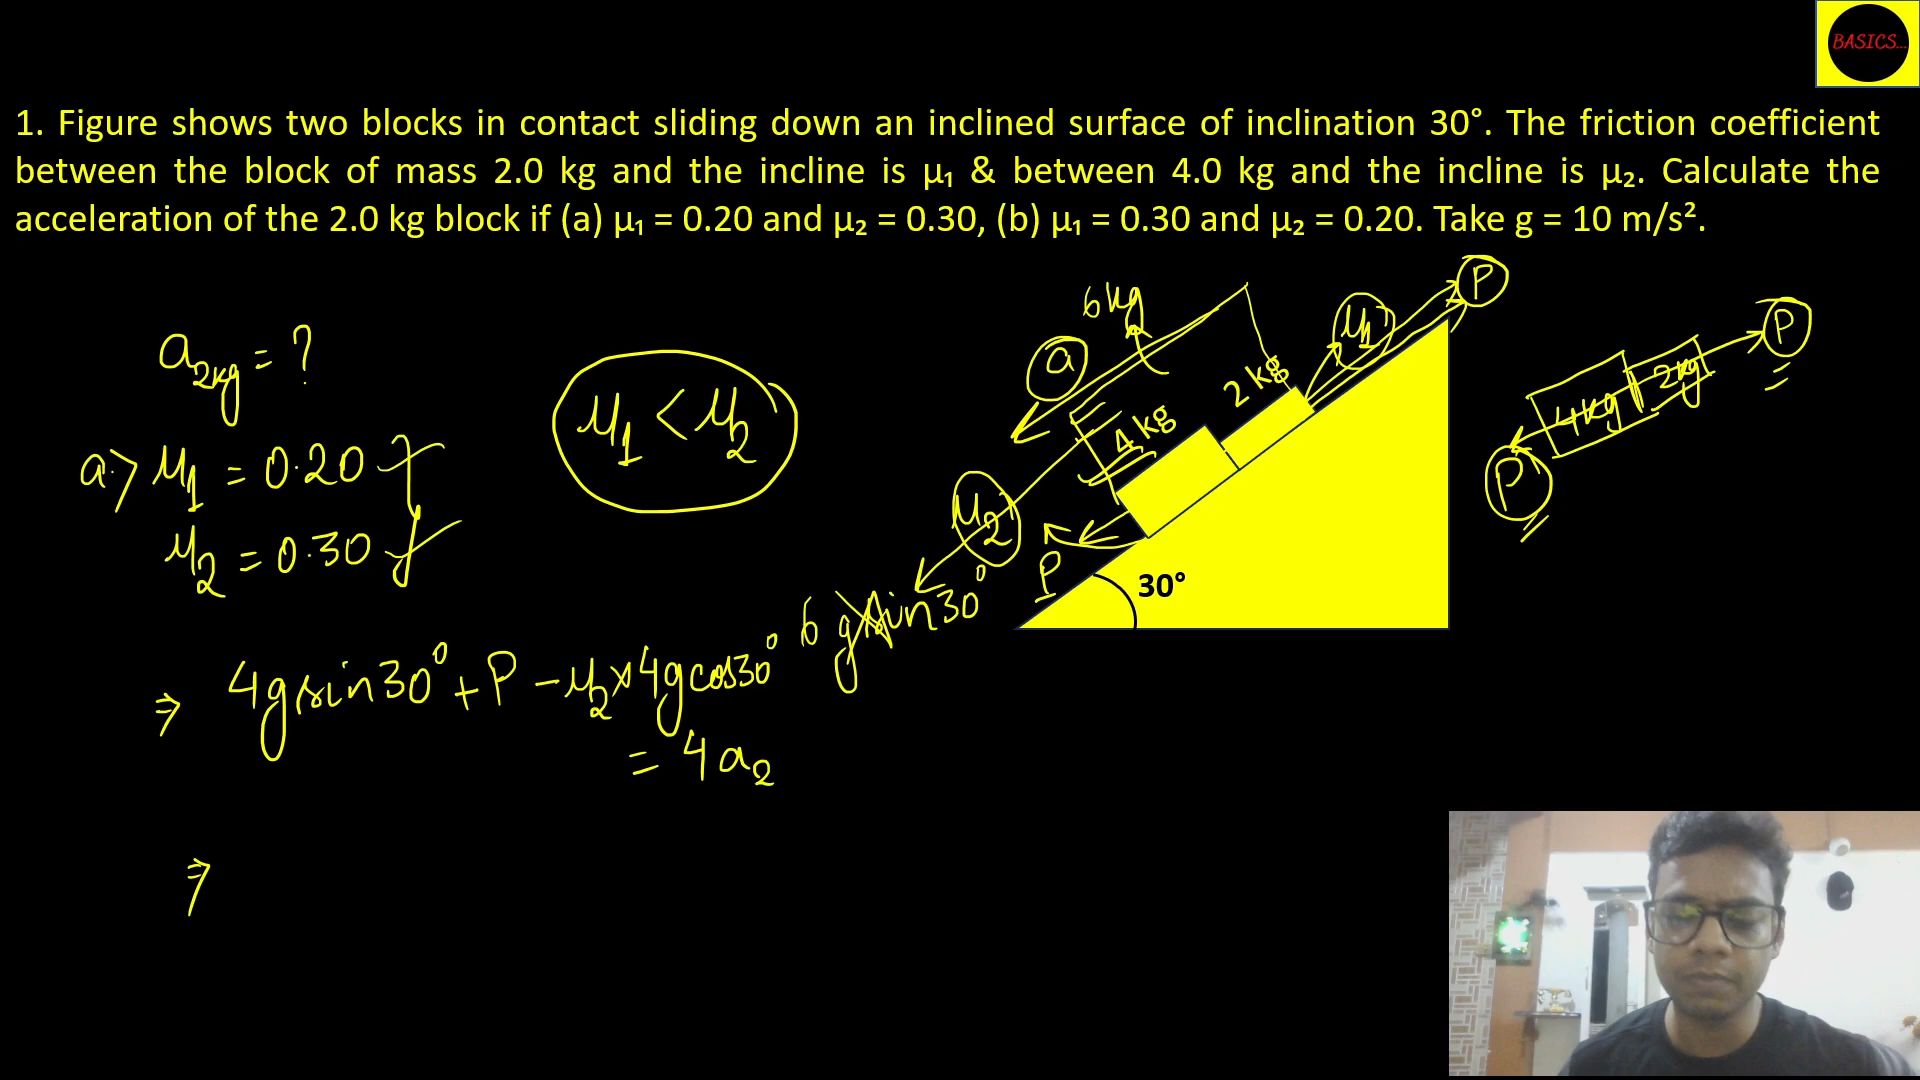 BASICS...
1. Figure shows two blocks in contact sliding down an inclined surface of inclination 30°. The friction coefficient
between the block of mass 2.0 kg and the incline is μ₁ & between 4.0 kg and the incline is μ₂. Calculate the
acceleration of the 2.0 kg block if (a) μ₁ = 0.20 and μ₂ = 0.30, (b) μ₁ = 0.30 and μ₂ = 0.20. Take g = 10 m/s².
a₂kg = ?
a.> μ₁ = 0.20
μ₂ = 0.30
μ₁ < μ₂
6kg
a
μ₁
P
2 kg
4 kg
μ₂
P
30°
6 g sin30°
4kg
2kg
P
P
⇒ 4g sin30° + P - μ₂ x 4g cos30°
= 4a₂
⇒